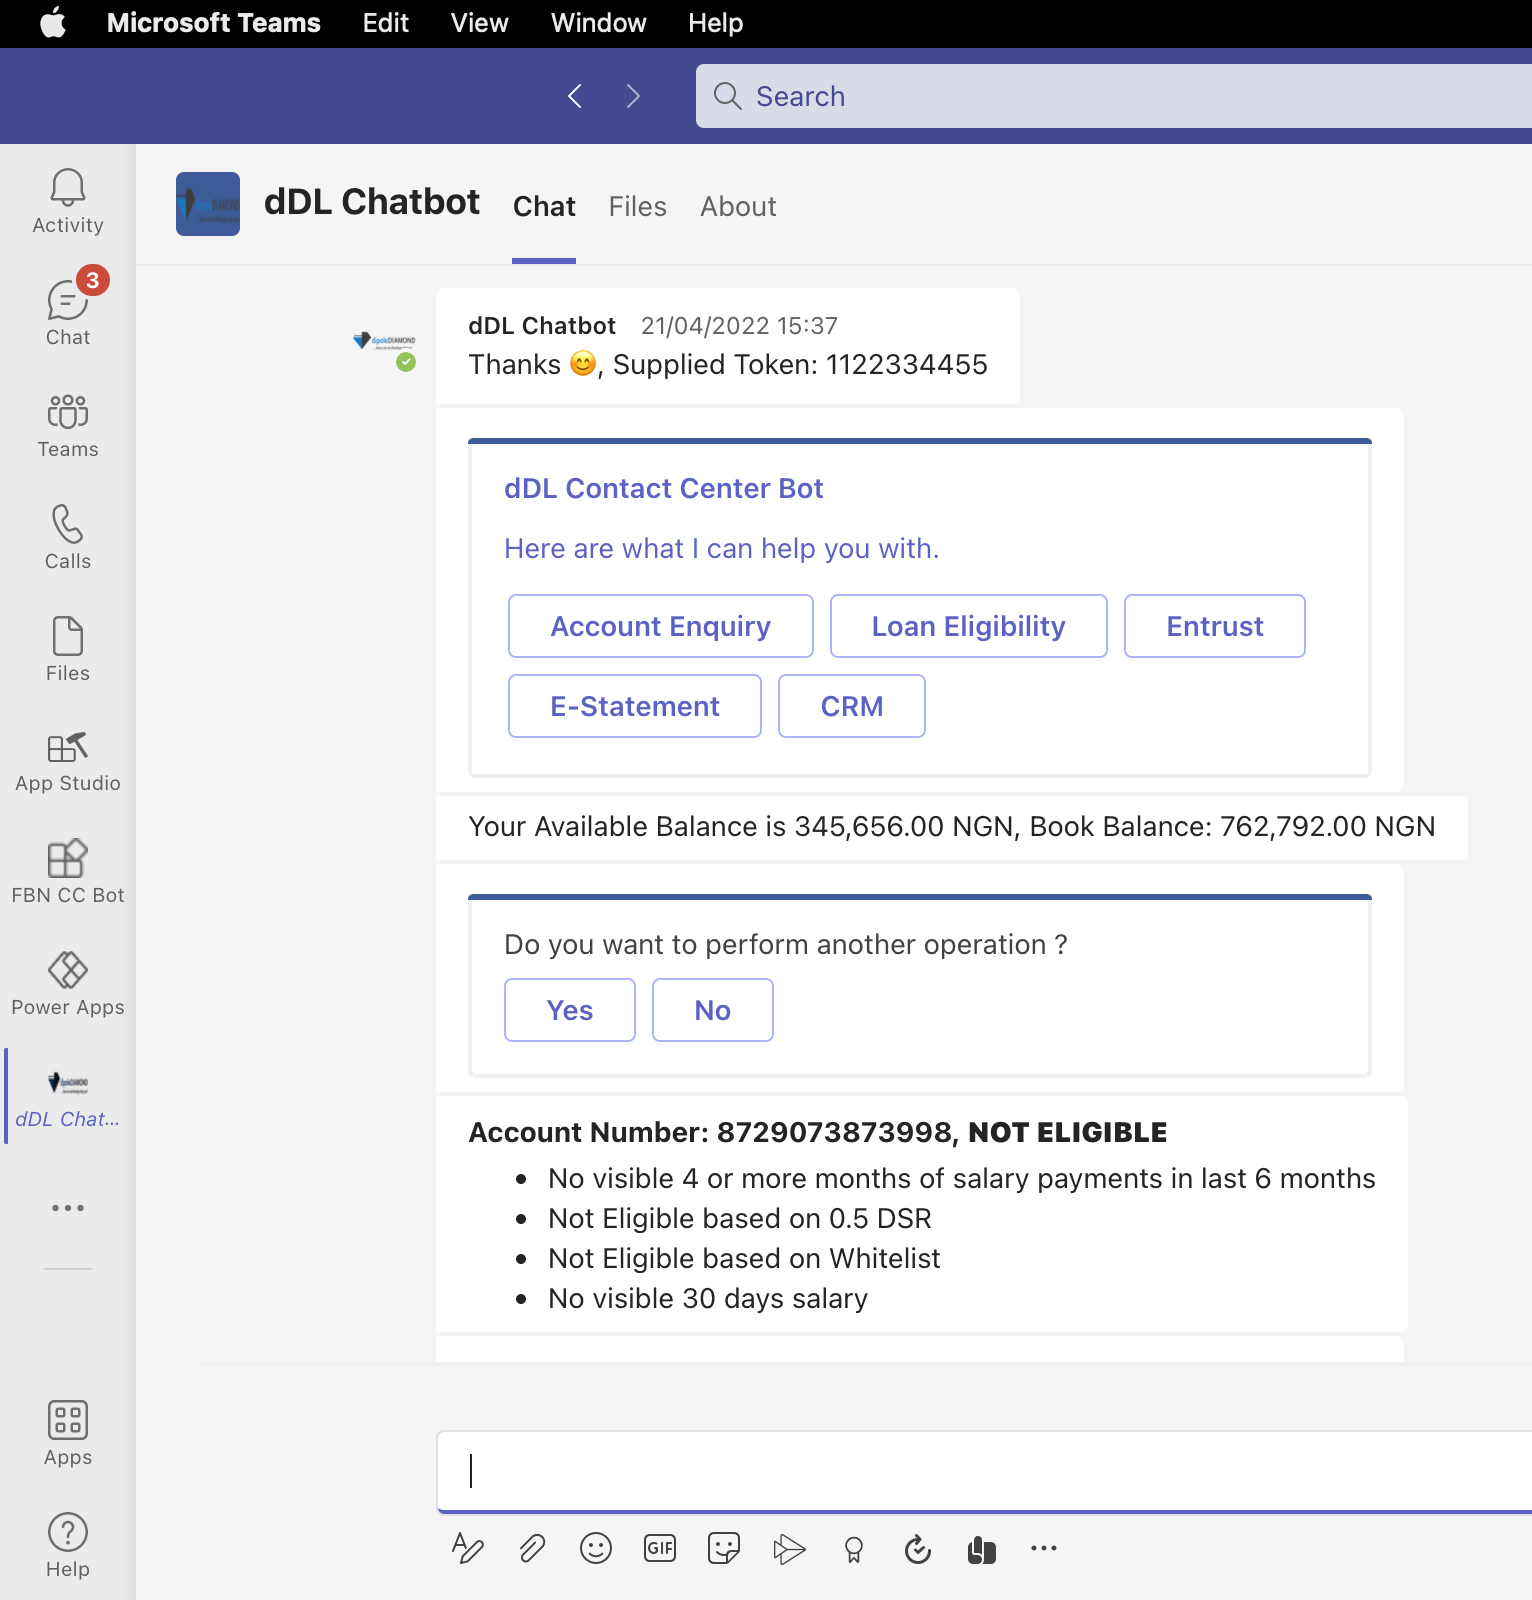 Microsoft Teams Edit View Window Help
Search
Activity
3
Chat
Teams
Calls
Files
App Studio
FBN CC Bot
Power Apps
dDL Chat...
Apps
Help
dDL Chatbot Chat Files About
dipoleDIAMOND
dDL Chatbot 21/04/2022 15:37
Thanks 😊, Supplied Token: 1122334455
dDL Contact Center Bot
Here are what I can help you with.
Account Enquiry Loan Eligibility Entrust
E-Statement CRM
Your Available Balance is 345,656.00 NGN, Book Balance: 762,792.00 NGN
Do you want to perform another operation ?
Yes No
Account Number: 8729073873998, NOT ELIGIBLE
• No visible 4 or more months of salary payments in last 6 months
• Not Eligible based on 0.5 DSR
• Not Eligible based on Whitelist
• No visible 30 days salary
GIF